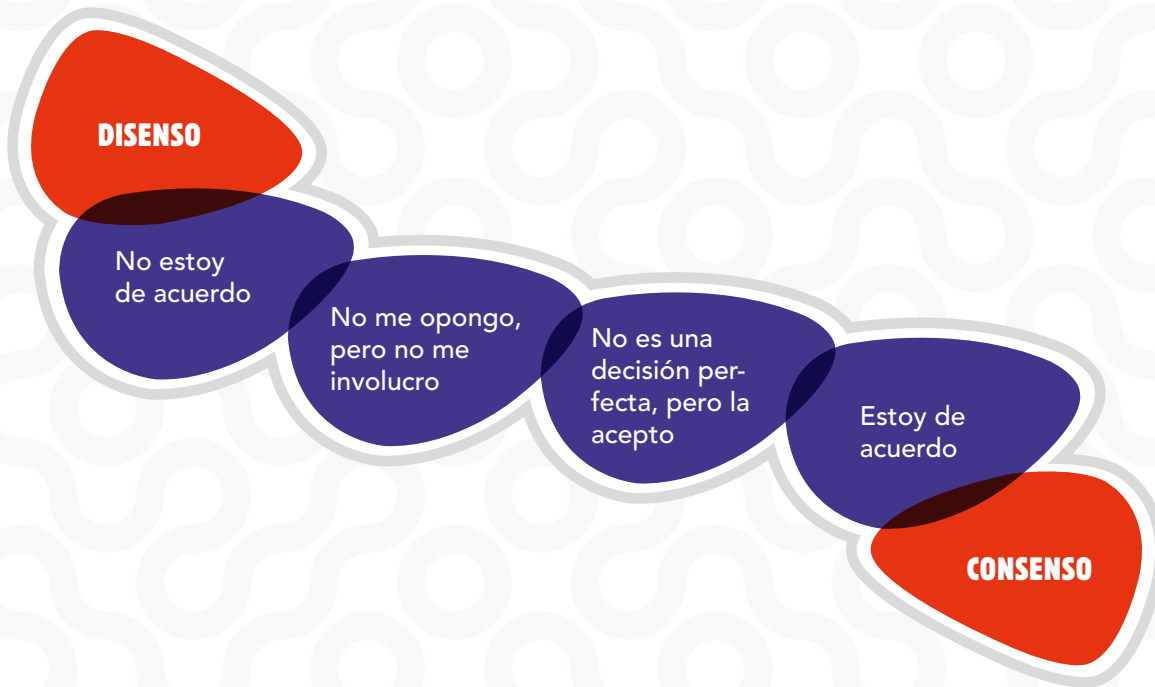 DISENSO
No estoy
de acuerdo
No me opongo,
pero no me
involucro
No es una
decisión per-
fecta, pero la
acepto
Estoy de
acuerdo
CONSENSO